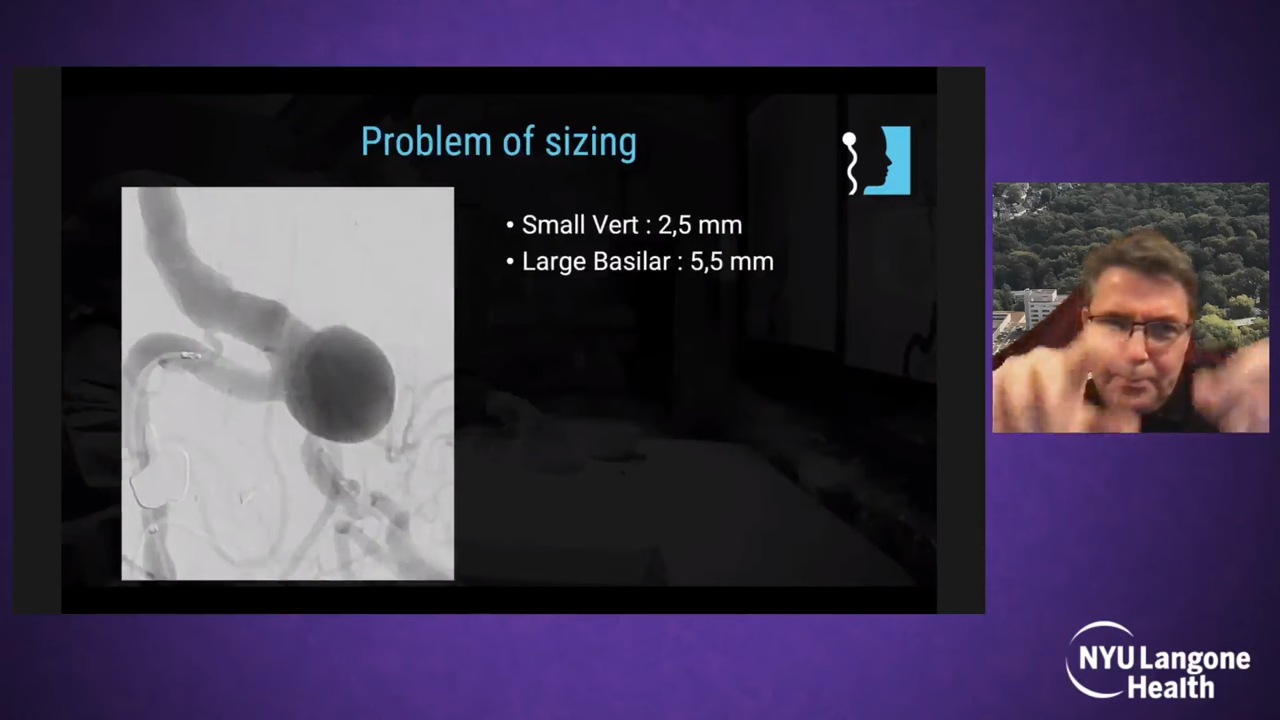 Problem of sizing
• Small Vert : 2,5 mm
• Large Basilar : 5,5 mm
NYU Langone
Health